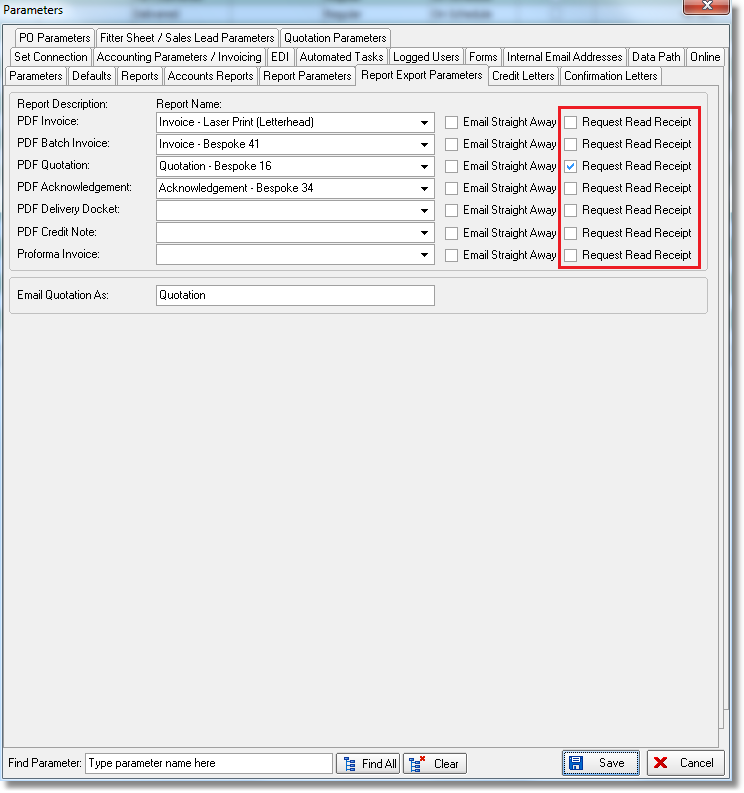 Parameters
Delivered Regular On Schedule
PO Parameters Fitter Sheet / Sales Lead Parameters Quotation Parameters
Set Connection Accounting Parameters / Invoicing EDI Automated Tasks Logged Users Forms Internal Email Addresses Data Path Online
Parameters Defaults Reports Accounts Reports Report Parameters Report Export Parameters Credit Letters Confirmation Letters
Report Description: Report Name:
PDF Invoice: Invoice - Laser Print (Letterhead) Email Straight Away Request Read Receipt
PDF Batch Invoice: Invoice - Bespoke 41 Email Straight Away Request Read Receipt
PDF Quotation: Quotation - Bespoke 16 Email Straight Away Request Read Receipt
PDF Acknowledgement: Acknowledgement - Bespoke 34 Email Straight Away Request Read Receipt
PDF Delivery Docket: Email Straight Away Request Read Receipt
PDF Credit Note: Email Straight Away Request Read Receipt
Proforma Invoice: Email Straight Away Request Read Receipt
Email Quotation As: Quotation
Find Parameter: Type parameter name here Find All Clear Save Cancel